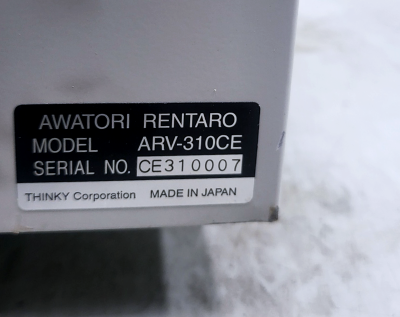 AWATORI RENTARO
MODEL ARV-310CE
SERIAL NO. CE310007
THINKY Corporation MADE IN JAPAN